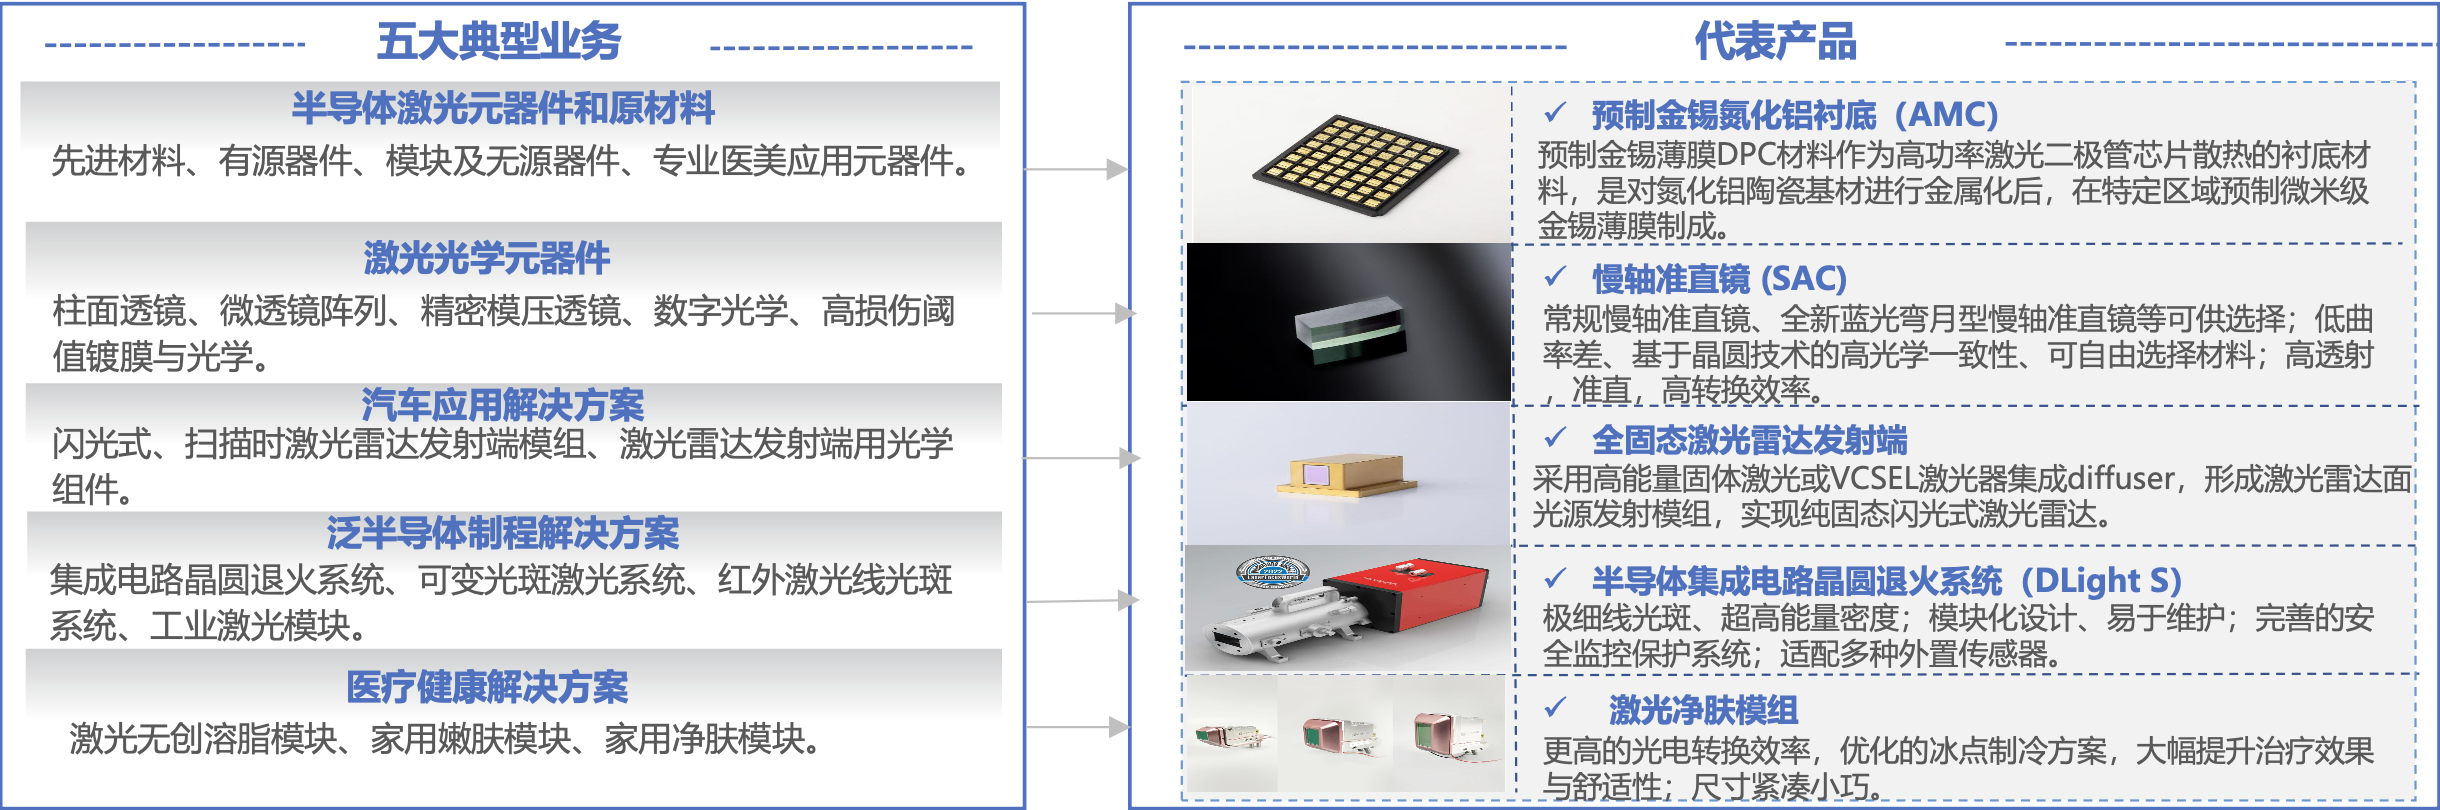 五大典型业务
半导体激光元器件和原材料
先进材料、有源器件、模块及无源器件、专业医美应用元器件。
激光光学元器件
柱面透镜、微透镜阵列、精密模压透镜、数字光学、高损伤阈
值镀膜与光学。
汽车应用解决方案
闪光式、扫描时激光雷达发射端模组、激光雷达发射端用光学
组件。
泛半导体制程解决方案
集成电路晶圆退火系统、可变光斑激光系统、红外激光线光斑
系统、工业激光模块。
医疗健康解决方案
激光无创溶脂模块、家用嫩肤模块、家用净肤模块。
代表产品
✓ 预制金锡氮化铝衬底（AMC）
预制金锡薄膜DPC材料作为高功率激光二极管芯片散热的衬底材
料，是对氮化铝陶瓷基材进行金属化后，在特定区域预制微米级
金锡薄膜制成。
✓ 慢轴准直镜 (SAC)
常规慢轴准直镜、全新蓝光弯月型慢轴准直镜等可供选择；低曲
率差、基于晶圆技术的高光学一致性、可自由选择材料；高透射
，准直，高转换效率。
✓ 全固态激光雷达发射端
采用高能量固体激光或VCSEL激光器集成diffuser，形成激光雷达面
光源发射模组，实现纯固态闪光式激光雷达。
2022
LaserFocusWorld
✓ 半导体集成电路晶圆退火系统（DLight S）
极细线光斑、超高能量密度；模块化设计、易于维护；完善的安
全监控保护系统；适配多种外置传感器。
✓ 激光净肤模组
更高的光电转换效率，优化的冰点制冷方案，大幅提升治疗效果
与舒适性；尺寸紧凑小巧。